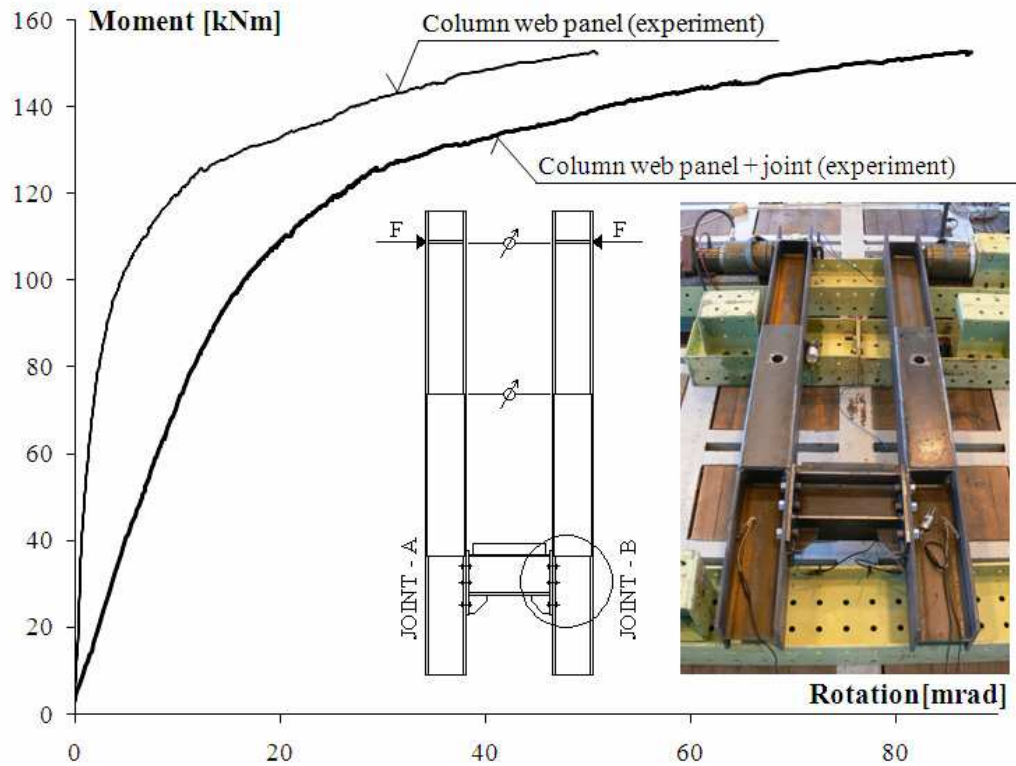 Moment [kNm]
160
140
120
100
80
60
40
20
0
Column web panel (experiment)
Column web panel + joint (experiment)
F
F
JOINT - A
JOINT - B
Rotation[mrad]
0
20
40
60
80